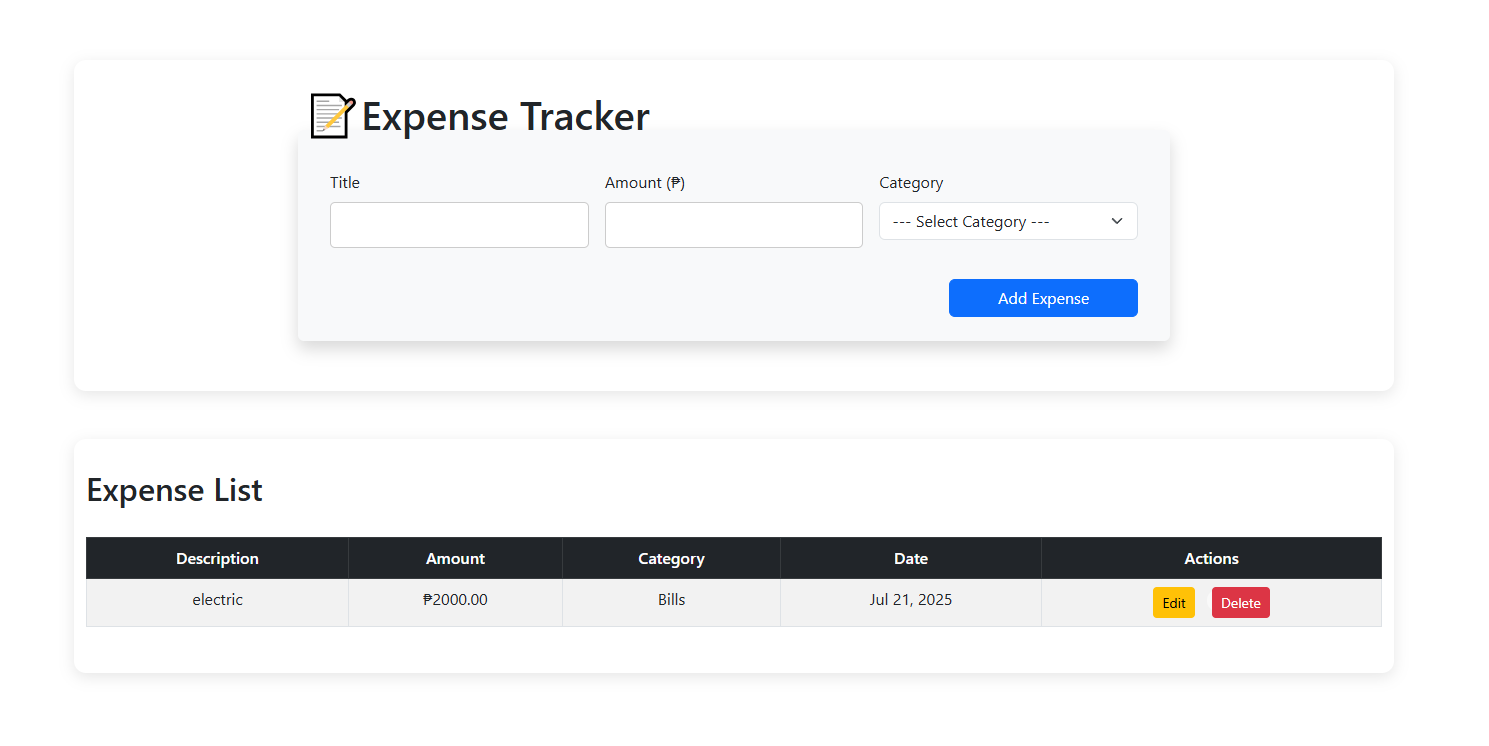 Expense Tracker
Title Amount (₱) Category
--- Select Category ---
Add Expense
Expense List
Description Amount Category Date Actions
electric ₱2000.00 Bills Jul 21, 2025 Edit Delete